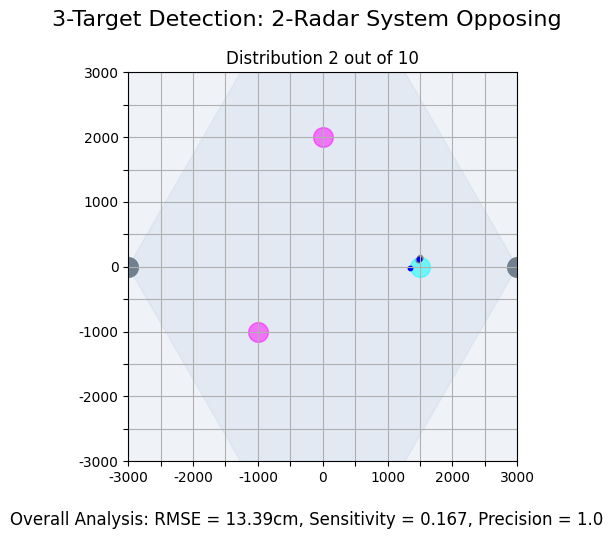 3-Target Detection: 2-Radar System Opposing
Distribution 2 out of 10
3000
2000
1000
0
-1000
-2000
-3000
-3000 -2000 -1000 0 1000 2000 3000
Overall Analysis: RMSE = 13.39cm, Sensitivity = 0.167, Precision = 1.0